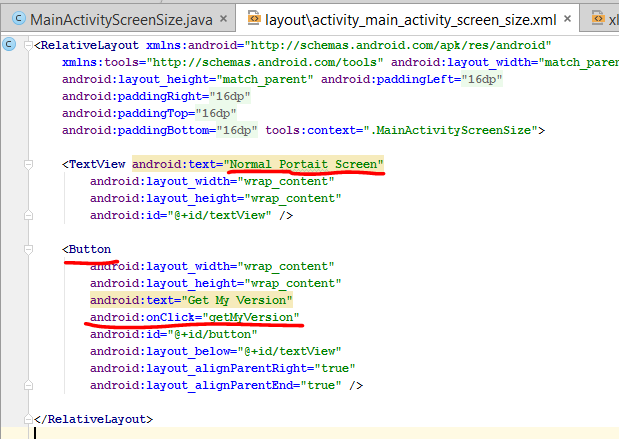 MainActivityScreenSize.java
layout\activity_main_activity_screen_size.xml
<RelativeLayout xmlns:android="http://schemas.android.com/apk/res/android"
xmlns:tools="http://schemas.android.com/tools" android:layout_width="match_pare
android:layout_height="match_parent" android:paddingLeft="16dp"
android:paddingRight="16dp"
android:paddingTop="16dp"
android:paddingBottom="16dp" tools:context=".MainActivityScreenSize">
<TextView android:text="Normal Portait Screen"
android:layout_width="wrap_content"
android:layout_height="wrap_content"
android:id="@+id/textView" />
<Button
android:layout_width="wrap_content"
android:layout_height="wrap_content"
android:text="Get My Version"
android:onClick="getMyVersion"
android:id="@+id/button"
android:layout_below="@+id/textView"
android:layout_alignParentRight="true"
android:layout_alignParentEnd="true" />
</RelativeLayout>